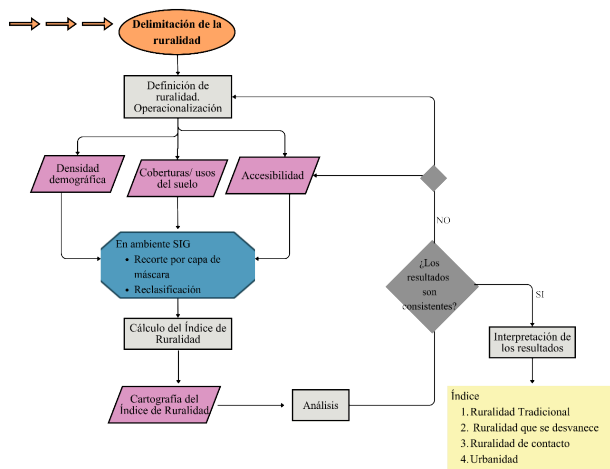 Delimitación de la
ruralidad
Definición de
ruralidad.
Operacionalización
Densidad
demográfica
Coberturas/ usos
del suelo
Accesibilidad
En ambiente SIG
• Recorte por capa de
máscara
• Reclasificación
Cálculo del Índice de
Ruralidad
Cartografía del
Índice de Ruralidad
Análisis
¿Los
resultados
son
consistentes?
NO
SI
Interpretación de
los resultados
Índice
1. Ruralidad Tradicional
2. Ruralidad que se desvanece
3. Ruralidad de contacto
4. Urbanidad